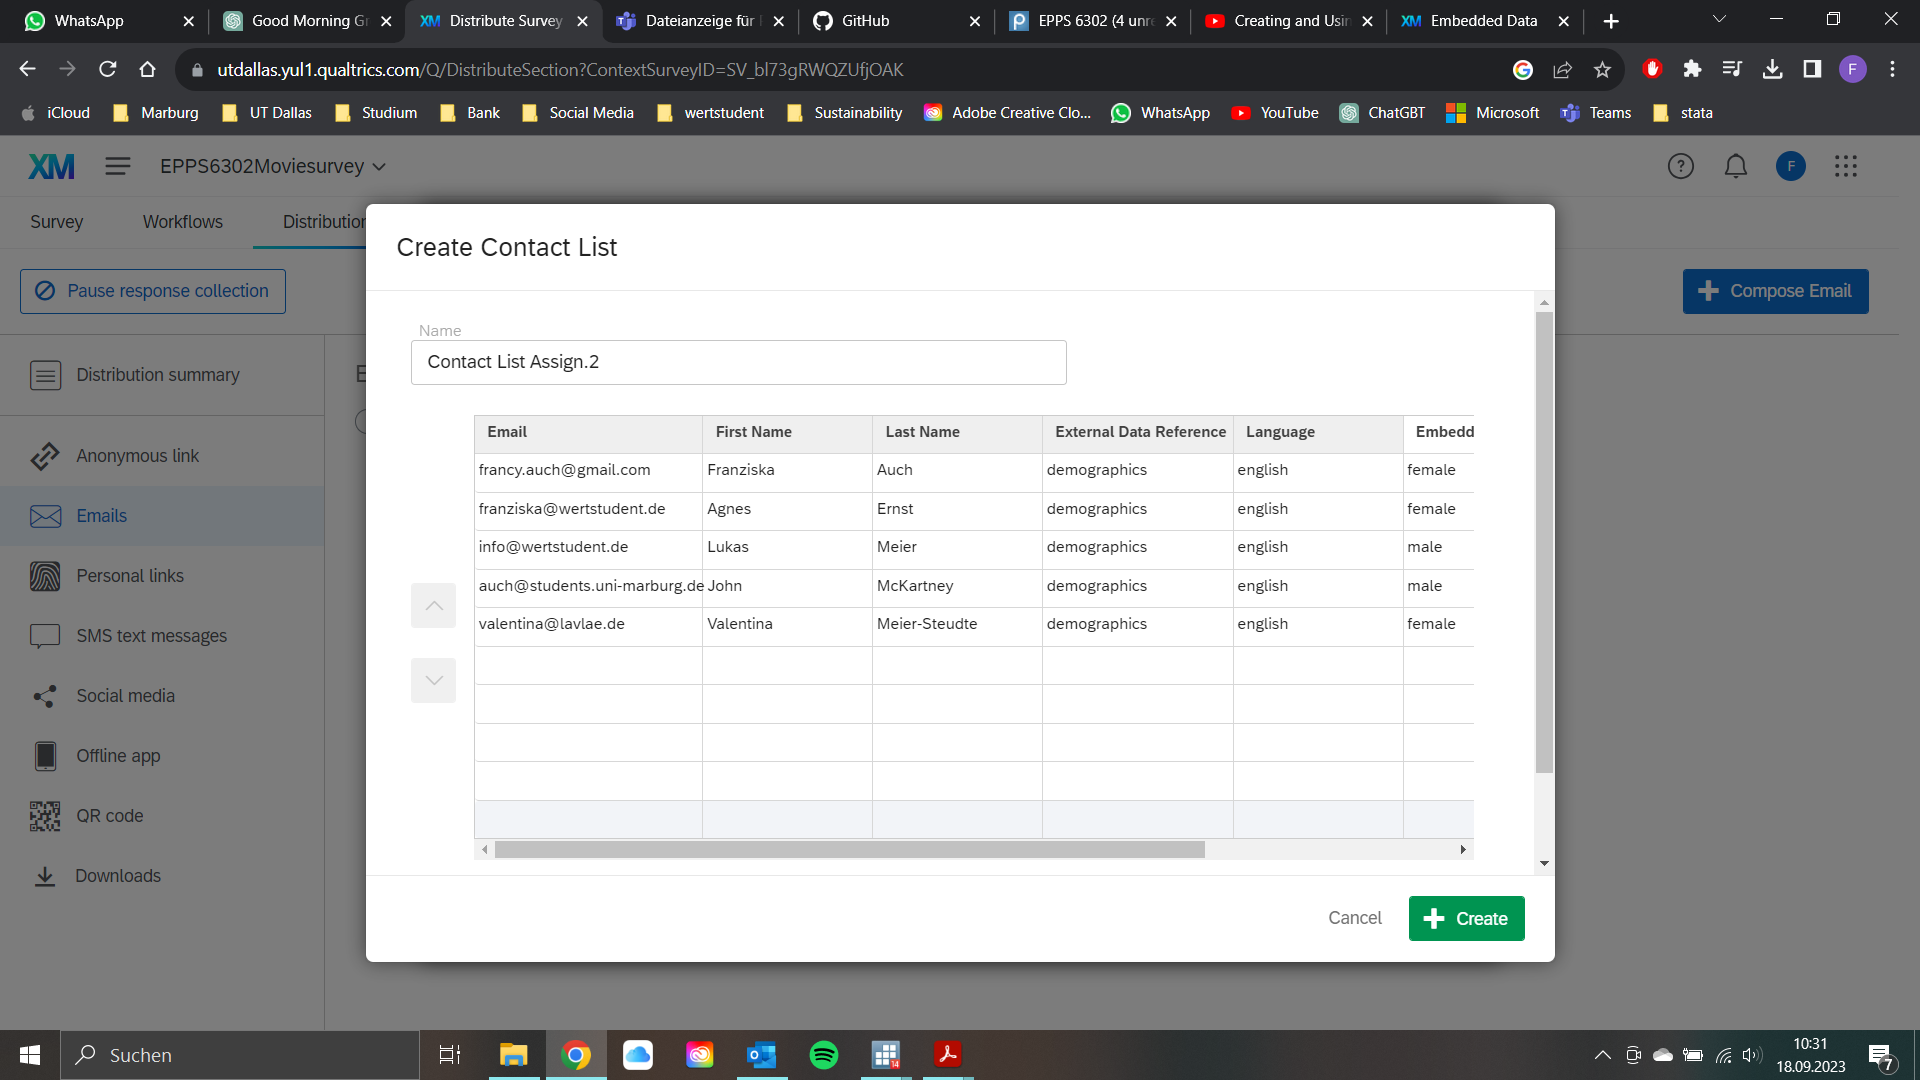 WhatsApp
Good Morning Gr
XM Distribute Survey
Dateianzeige für
GitHub
EPPS 6302 (4 unre
Creating and Usin
XM Embedded Data
utdallas.yul1.qualtrics.com/Q/DistributeSection?ContextSurveyID=SV_bl73gRWQZUfjOAK
F
iCloud
Marburg
UT Dallas
Studium
Bank
Social Media
wertstudent
Sustainability
Adobe Creative Clo...
WhatsApp
YouTube
ChatGBT
Microsoft
Teams
stata
XM
EPPS6302Moviesurvey
F
Survey
Workflows
Distribution
Pause response collection
Compose Email
Distribution summary
Anonymous link
Emails
Personal links
SMS text messages
Social media
Offline app
QR code
Downloads
Create Contact List
Name
Contact List Assign.2
Email First Name Last Name External Data Reference Language Embedd
francy.auch@gmail.com Franziska Auch demographics english female
franziska@wertstudent.de Agnes Ernst demographics english female
info@wertstudent.de Lukas Meier demographics english male
auch@students.uni-marburg.de John McKartney demographics english male
valentina@lavlae.de Valentina Meier-Steudte demographics english female
Cancel
Create
Suchen
14
10:31
18.09.2023
7